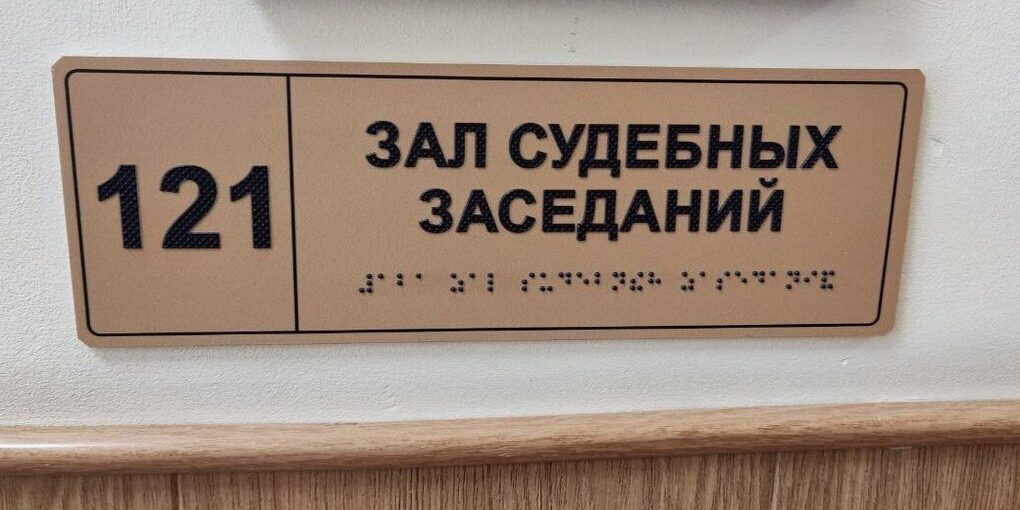 121
ЗАЛ СУДЕБНЫХ
ЗАСЕДАНИЙ
⠼⠁⠃⠁ ⠵⠁⠇ ⠎⠥⠙⠑⠃⠝⠮⠓ ⠵⠁⠎⠑⠙⠁⠝⠊⠯